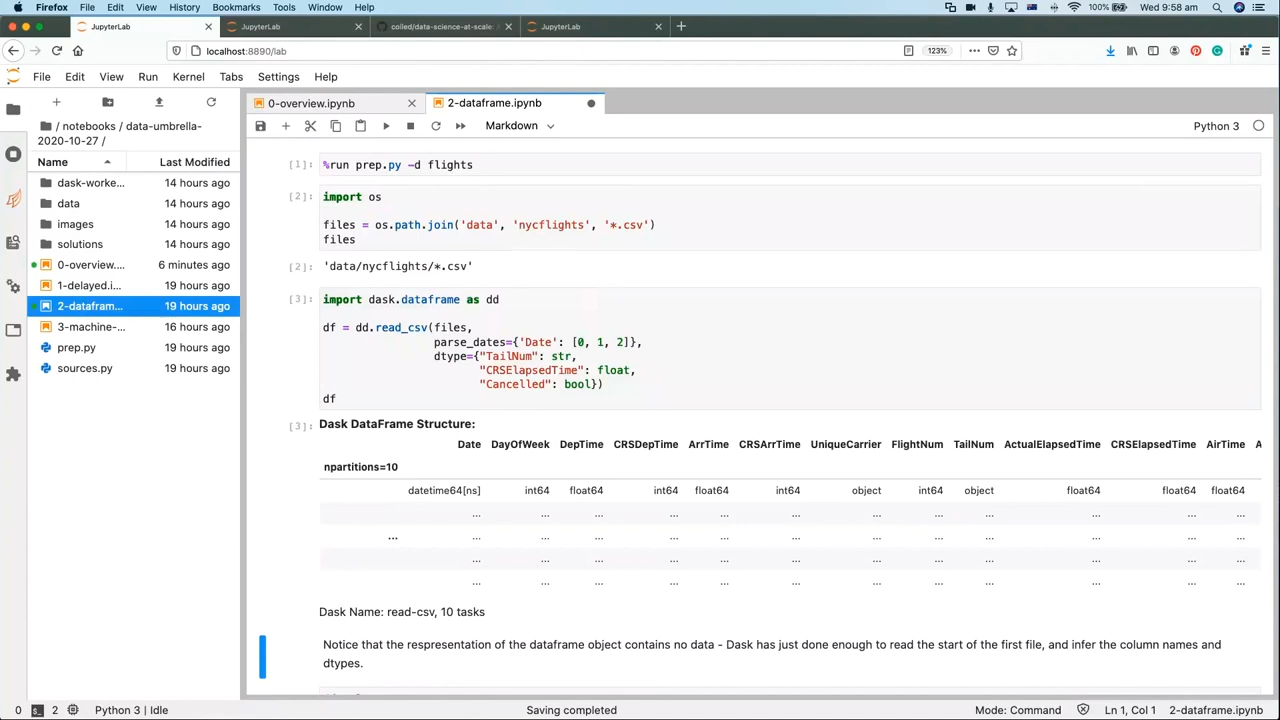 Firefox File Edit View History Bookmarks Tools Window Help 100% Wed 9:58 am
JupyterLab JupyterLab coiled/data-science-at-scale: JupyterLab
localhost:8890/lab 123%
File Edit View Run Kernel Tabs Settings Help
0-overview.ipynb 2-dataframe.ipynb
Markdown Python 3
/ notebooks / data-umbrella-
2020-10-27 /
Name Last Modified
dask-worke... 14 hours ago
data 14 hours ago
images 14 hours ago
solutions 14 hours ago
0-overview.... 6 minutes ago
1-delayed.i... 19 hours ago
2-datafram... 19 hours ago
3-machine-... 16 hours ago
prep.py 19 hours ago
sources.py 19 hours ago
[1]: %run prep.py -d flights
[2]: import os
files = os.path.join('data', 'nycflights', '*.csv')
files
[2]: 'data/nycflights/*.csv'
[3]: import dask.dataframe as dd
df = dd.read_csv(files,
parse_dates={'Date': [0, 1, 2]},
dtype={"TailNum": str,
"CRSElapsedTime": float,
"Cancelled": bool})
df
[3]: Dask DataFrame Structure:
Date DayOfWeek DepTime CRSDepTime ArrTime CRSArrTime UniqueCarrier FlightNum TailNum ActualElapsedTime CRSElapsedTime AirTime A
npartitions=10
datetime64[ns] int64 float64 int64 float64 int64 object int64 object float64 float64 float64
... ... ... ... ... ... ... ... ... ... ... ...
... ... ... ... ... ... ... ... ... ... ... ... ...
... ... ... ... ... ... ... ... ... ... ... ...
... ... ... ... ... ... ... ... ... ... ... ...
Dask Name: read-csv, 10 tasks
Notice that the respresentation of the dataframe object contains no data - Dask has just done enough to read the start of the first file, and infer the column names and
dtypes.
0 2 Python 3 | Idle Saving completed Mode: Command Ln 1, Col 1 2-dataframe.ipynb